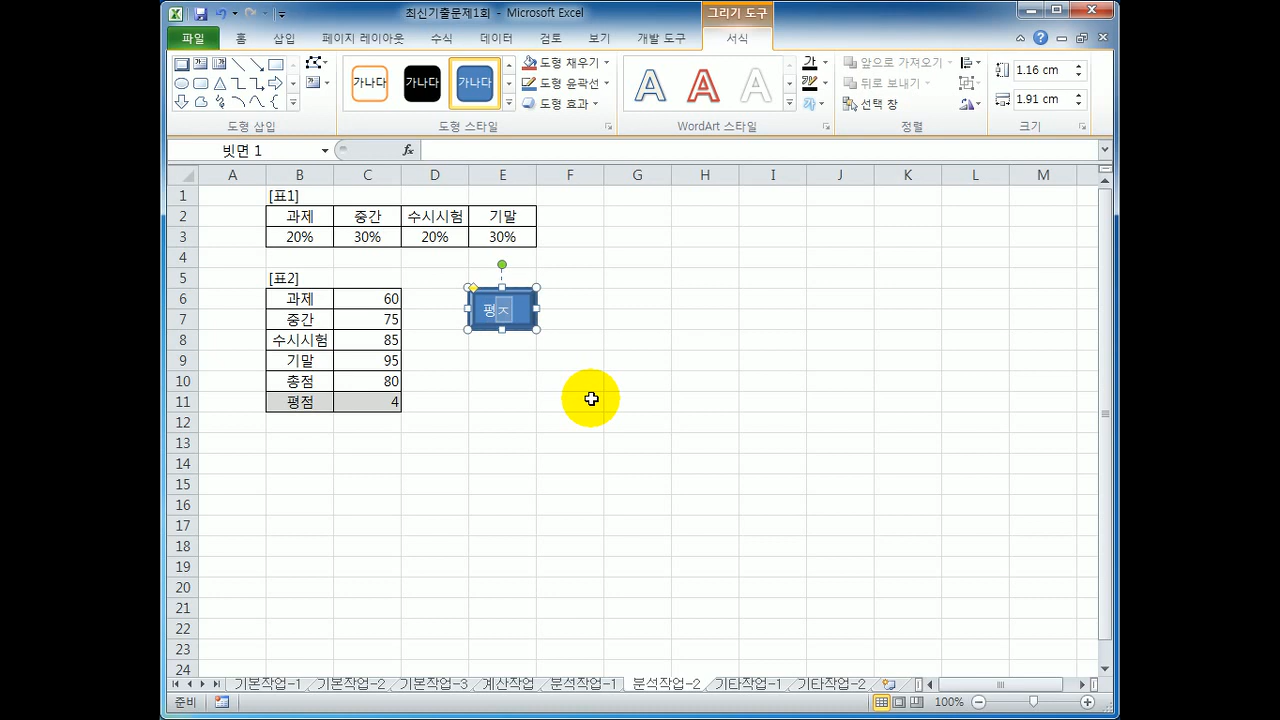 최신기출문제1회 - Microsoft Excel
그리기 도구
파일 홈 삽입 페이지 레이아웃 수식 데이터 검토 보기 개발 도구 서식
가나다 가나다 가나다
도형 채우기
도형 윤곽선
도형 효과
A A A
가
앞으로 가져오기
뒤로 보내기
선택 창
1.16 cm
1.91 cm
도형 삽입 도형 스타일 WordArt 스타일 정렬 크기
빗면 1 fx
A B C D E F G H I J K L M
1 [표1]
2 과제 중간 수시시험 기말
3 20% 30% 20% 30%
4
5 [표2]
6 과제 60
7 중간 75
8 수시시험 85
9 기말 95
10 총점 80
11 평점 4
평ㅈ
12
13
14
15
16
17
18
19
20
21
22
23
24
기본작업-1 기본작업-2 기본작업-3 계산작업 분석작업-1 분석작업-2 기타작업-1 기타작업-2
준비 100%